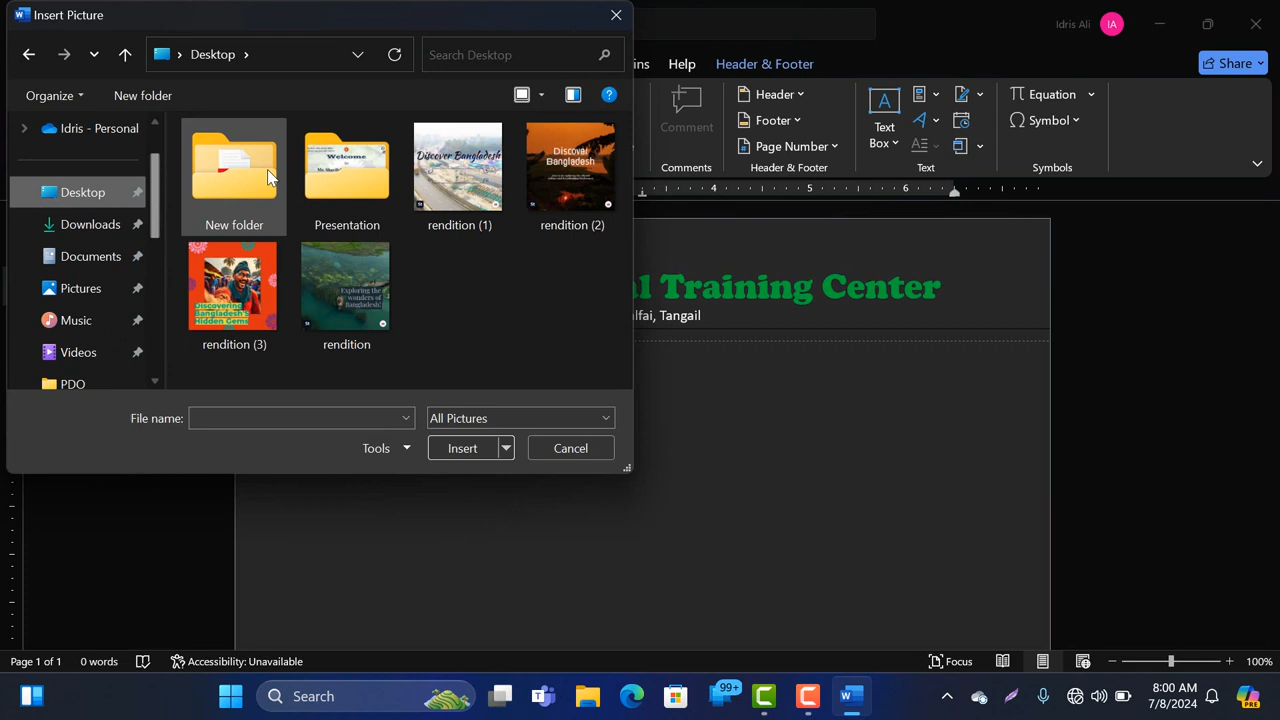 Insert Picture
Idris Ali
Desktop
Search Desktop
ins
Help
Header & Footer
Share
Organize
New folder
Header
Footer
Page Number
Comment
Text
Box
Equation
Symbol
Comments
Header & Footer
Text
Symbols
Idris - Personal
Desktop
Downloads
Documents
Pictures
Music
Videos
PDO
Welcome
Discover Bangladesh
Discover
Bangladesh
New folder
Presentation
rendition (1)
rendition (2)
Discovering
Bangladesh's
Hidden Gems
Exploring the
wonders of
Bangladesh!
rendition (3)
rendition
4
5
6
al Training Center
lfai, Tangail
File name:
All Pictures
Tools
Insert
Cancel
Page 1 of 1
0 words
Accessibility: Unavailable
Focus
100%
Search
99+
8:00 AM
7/8/2024
PRE